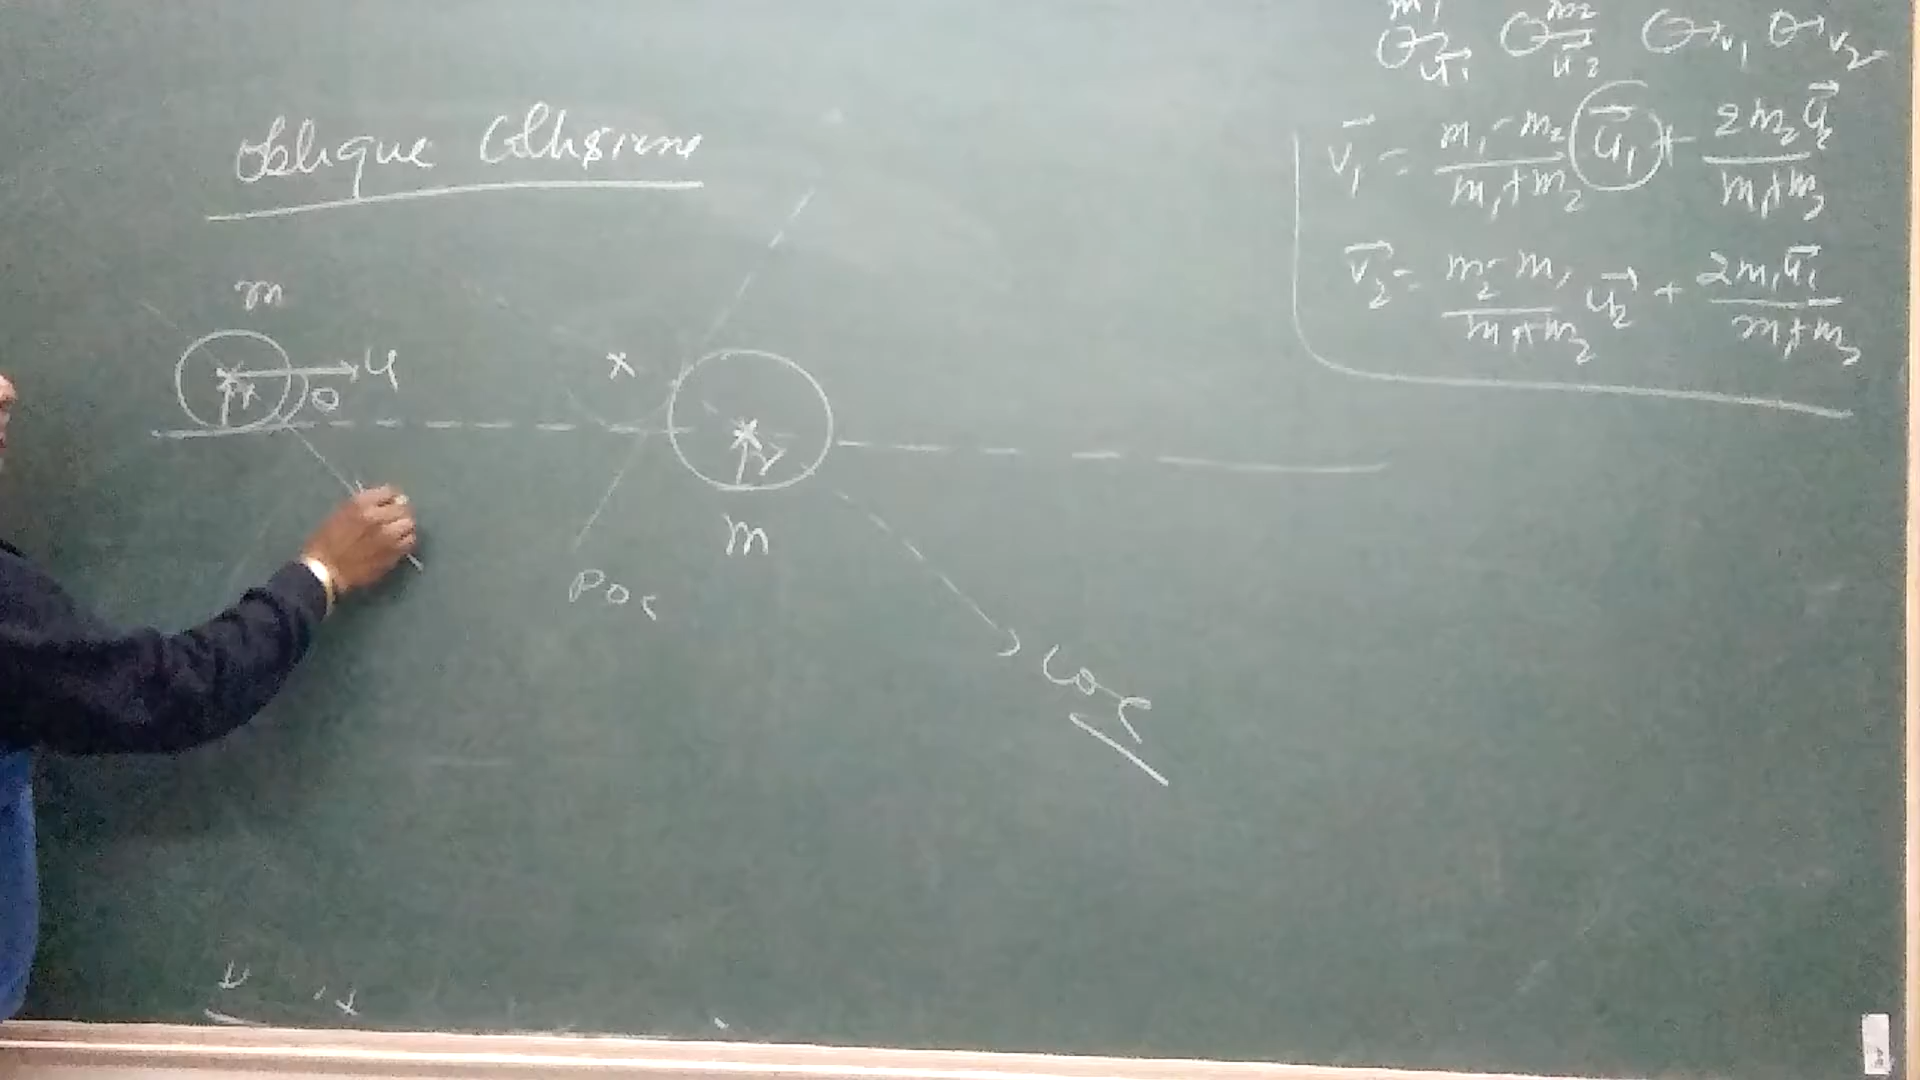 oblique Collisions
m
r
u
θ
x
r
m
POC
LOC
m₁ u₁⃗ m₂ u₂⃗ v₁ v₂
v₁⃗ = m₁-m₂/m₁+m₂ u₁⃗ + 2m₂u₂⃗/m₁+m₂
v₂⃗ = m₂-m₁/m₁+m₂ u₂⃗ + 2m₁u₁⃗/m₁+m₂